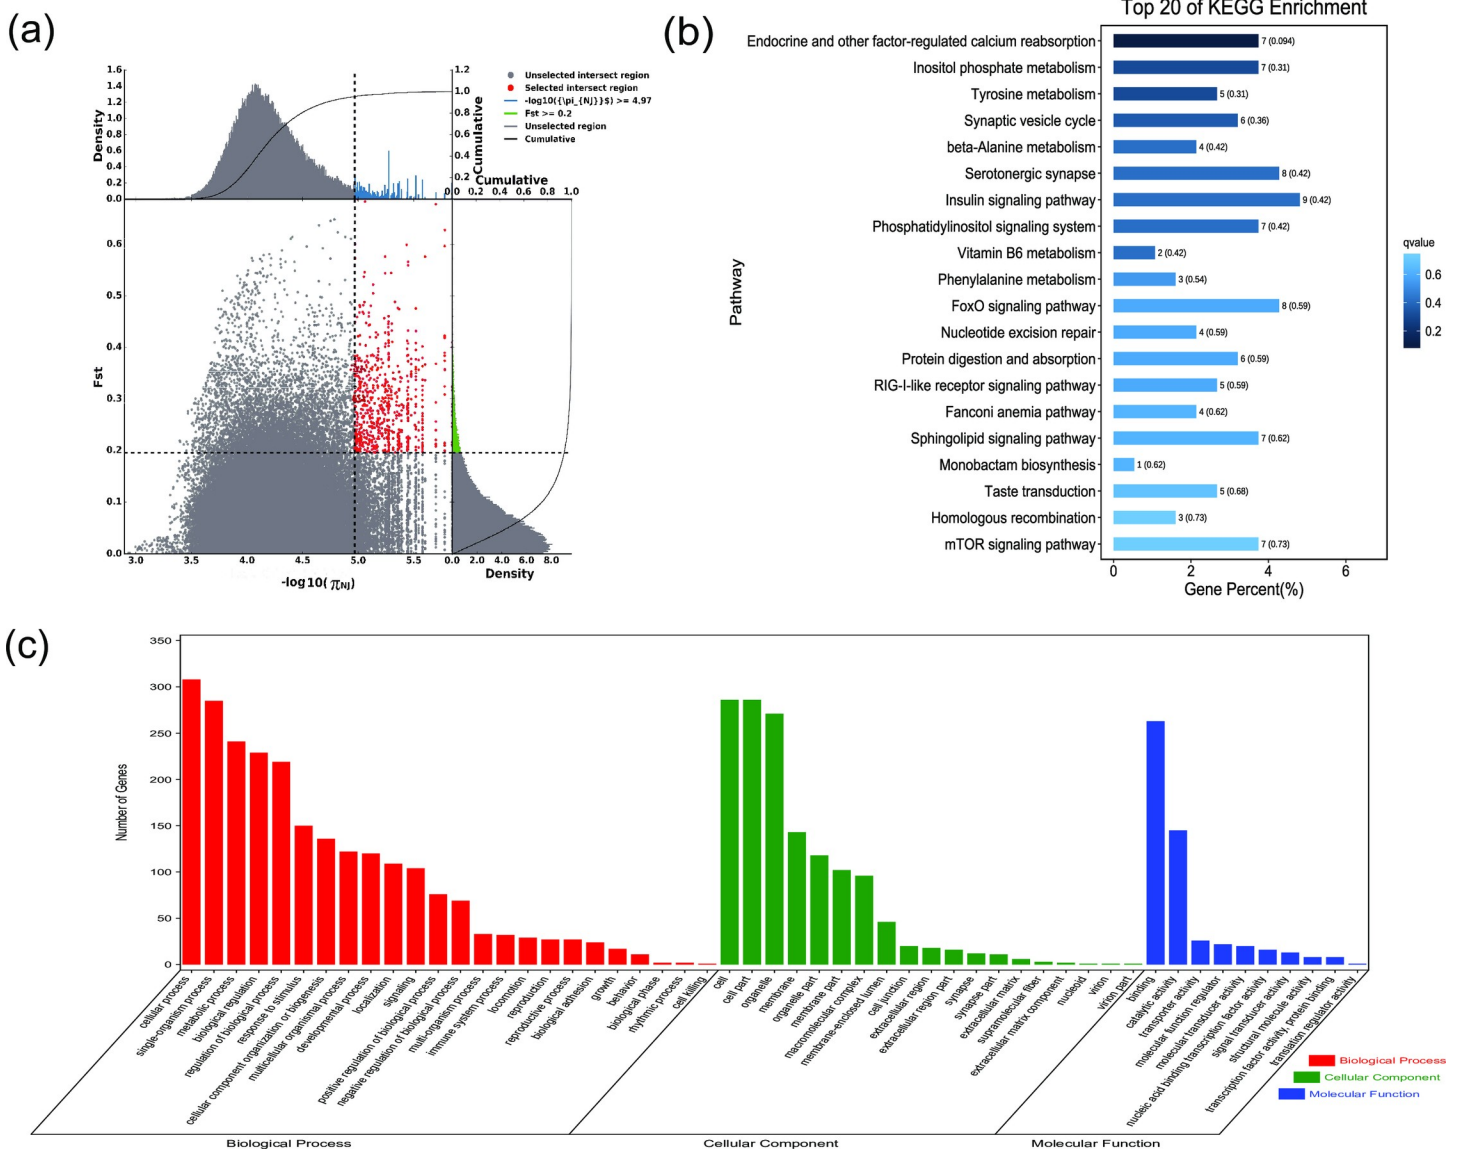 (a)
1.6
1.4
1.2
1.0
0.8
0.6
0.4
0.2
0.0
Density
1.2
1.0
0.8
0.6
0.4
0.2
Cumulative
Unselected intersect region
Selected intersect region
-log10({\pi_{NJ}}$) >= 4.97
Fst >= 0.2
Unselected region
Cumulative
Cumulative
0.0 0.2 0.4 0.6 0.8 1.0
Fst
0.6
0.5
0.4
0.3
0.2
0.1
0.0
3.0 3.5 4.0 4.5 5.0 5.5
-log10(πNJ)
0.0 2.0 4.0 6.0 8.0
Density
(b)
Top 20 of KEGG Enrichment
Pathway
Endocrine and other factor-regulated calcium reabsorption 7 (0.094)
Inositol phosphate metabolism 7 (0.31)
Tyrosine metabolism 5 (0.31)
Synaptic vesicle cycle 6 (0.36)
beta-Alanine metabolism 4 (0.42)
Serotonergic synapse 8 (0.42)
Insulin signaling pathway 9 (0.42)
Phosphatidylinositol signaling system 7 (0.42)
Vitamin B6 metabolism 2 (0.42)
Phenylalanine metabolism 3 (0.54)
FoxO signaling pathway 8 (0.59)
Nucleotide excision repair 4 (0.59)
Protein digestion and absorption 6 (0.59)
RIG-I-like receptor signaling pathway 5 (0.59)
Fanconi anemia pathway 4 (0.62)
Sphingolipid signaling pathway 7 (0.62)
Monobactam biosynthesis 1 (0.62)
Taste transduction 5 (0.68)
Homologous recombination 3 (0.73)
mTOR signaling pathway 7 (0.73)
0 2 4 6
Gene Percent(%)
qvalue
0.6
0.4
0.2
(c)
Number of Genes
350
300
250
200
150
100
50
0
cellular process
single-organism process
metabolic process
biological regulation
regulation of biological process
response to stimulus
cellular component organization or biogenesis
multicellular organismal process
developmental process
localization
signaling
positive regulation of biological process
negative regulation of biological process
multi-organism process
immune system process
locomotion
reproduction
reproductive process
biological adhesion
growth
behavior
biological phase
rhythmic process
cell killing
cell
cell part
organelle
membrane
organelle part
membrane part
macromolecular complex
membrane-enclosed lumen
cell junction
extracellular region
extracellular region part
synapse
synapse part
extracellular matrix
supramolecular fiber
extracellular matrix component
nucleoid
virion
virion part
binding
catalytic activity
transporter activity
molecular function regulator
molecular transducer activity
nucleic acid binding transcription factor activity
signal transducer activity
structural molecule activity
transcription factor activity, protein binding
translation regulator activity
Biological Process
Cellular Component
Molecular Function
Biological Process
Cellular Component
Molecular Function